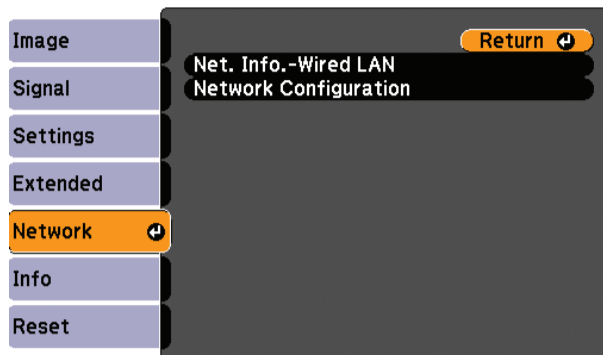 Image
Signal
Settings
Extended
Network
Info
Reset
Return
Net. Info.-Wired LAN
Network Configuration